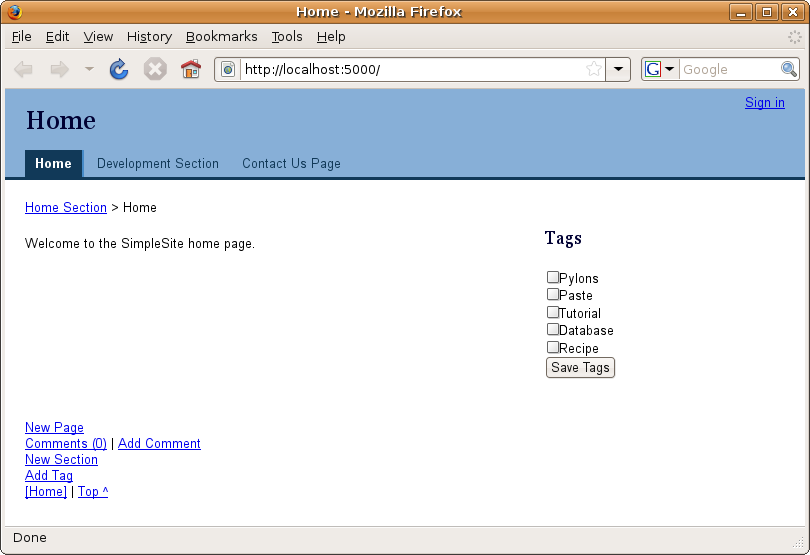 Home - Mozilla Firefox
File Edit View History Bookmarks Tools Help
http://localhost:5000/ G Google
Sign in
Home
Home Development Section Contact Us Page
Home Section > Home
Welcome to the SimpleSite home page.
Tags
Pylons
Paste
Tutorial
Database
Recipe
Save Tags
New Page
Comments (0) | Add Comment
New Section
Add Tag
[Home] | Top ^
Done